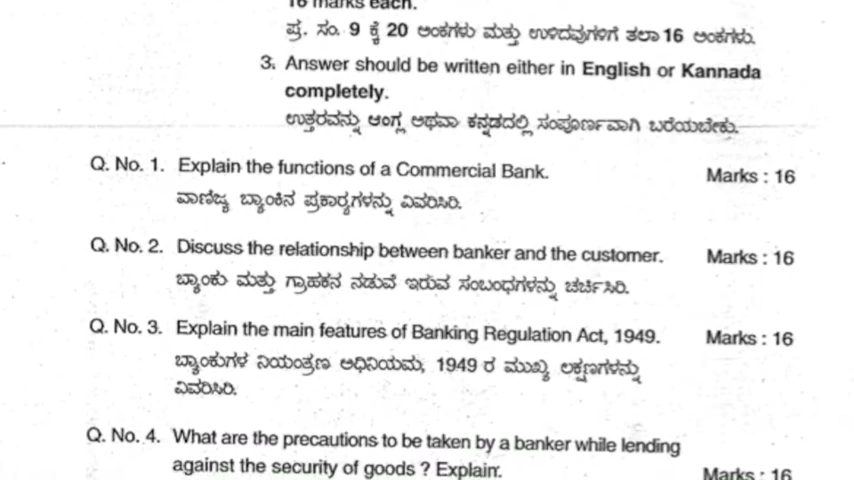 16 marks each.
ಪ್ರ. ಸಂ. 9 ಕ್ಕೆ 20 ಅಂಕಗಳು ಮತ್ತು ಉಳಿದವುಗಳಿಗೆ ತಲಾ 16 ಅಂಕಗಳು.
3. Answer should be written either in English or Kannada
completely.
ಉತ್ತರವನ್ನು ಆಂಗ್ಲ ಅಥವಾ ಕನ್ನಡದಲ್ಲಿ ಸಂಪೂರ್ಣವಾಗಿ ಬರೆಯಬೇಕು.
Q. No. 1. Explain the functions of a Commercial Bank. Marks : 16
ವಾಣಿಜ್ಯ ಬ್ಯಾಂಕಿನ ಪ್ರಕಾರ್ಯಗಳನ್ನು ವಿವರಿಸಿರಿ.
Q. No. 2. Discuss the relationship between banker and the customer. Marks : 16
ಬ್ಯಾಂಕು ಮತ್ತು ಗ್ರಾಹಕನ ನಡುವೆ ಇರುವ ಸಂಬಂಧಗಳನ್ನು ಚರ್ಚಿಸಿರಿ.
Q. No. 3. Explain the main features of Banking Regulation Act, 1949. Marks : 16
ಬ್ಯಾಂಕುಗಳ ನಿಯಂತ್ರಣ ಅಧಿನಿಯಮ, 1949 ರ ಮುಖ್ಯ ಲಕ್ಷಣಗಳನ್ನು
ವಿವರಿಸಿರಿ.
Q. No. 4. What are the precautions to be taken by a banker while lending
against the security of goods ? Explain. Marks : 16